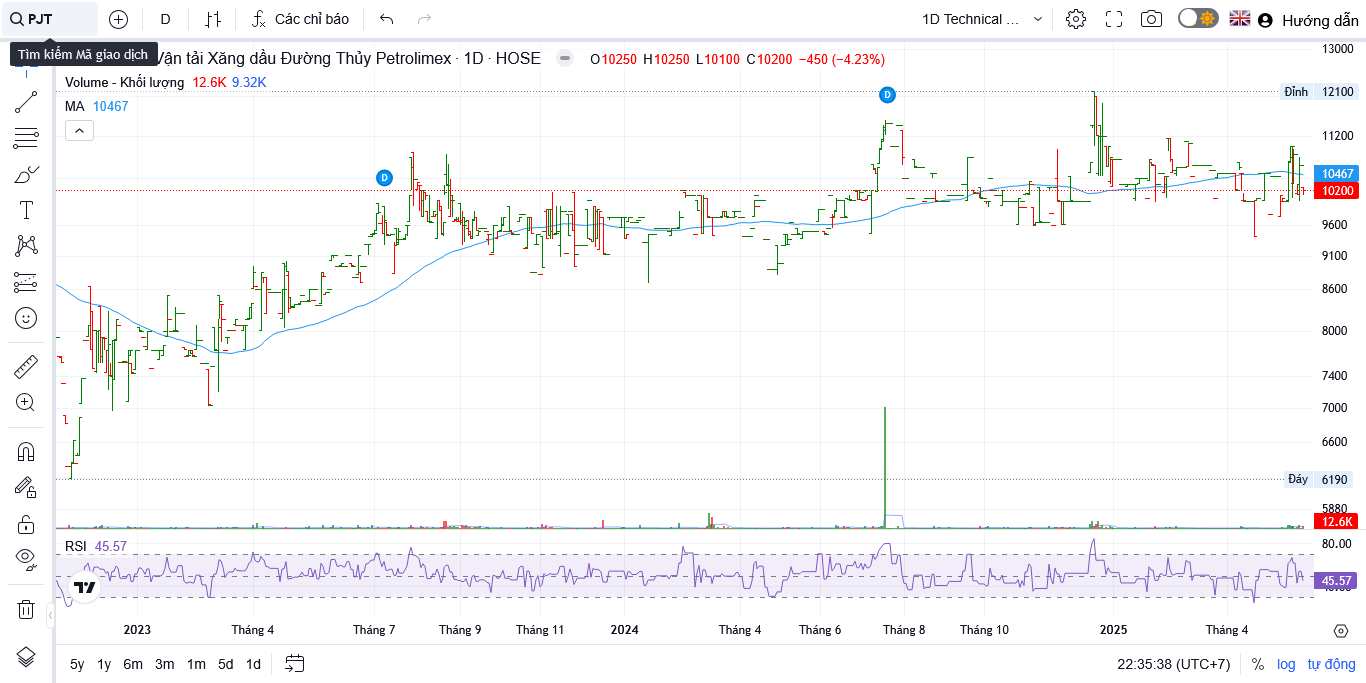 PJT
D
Các chỉ báo
1D Technical ...
Hướng dẫn
Tìm kiếm Mã giao dịch
Vận tải Xăng dầu Đường Thủy Petrolimex · 1D · HOSE
O10250 H10250 L10100 C10200 −450 (−4.23%)
Volume - Khối lượng 12.6K 9.32K
MA 10467
D
D
13000
Đỉnh 12100
11200
10467
10200
9600
9100
8600
8000
7400
7000
6600
Đáy 6190
5880
12.6K
RSI 45.57
80.00
45.57
2023
Tháng 4
Tháng 7
Tháng 9
Tháng 11
2024
Tháng 4
Tháng 6
Tháng 8
Tháng 10
2025
Tháng 4
5y 1y 6m 3m 1m 5d 1d
22:35:38 (UTC+7)
%
log
tự động